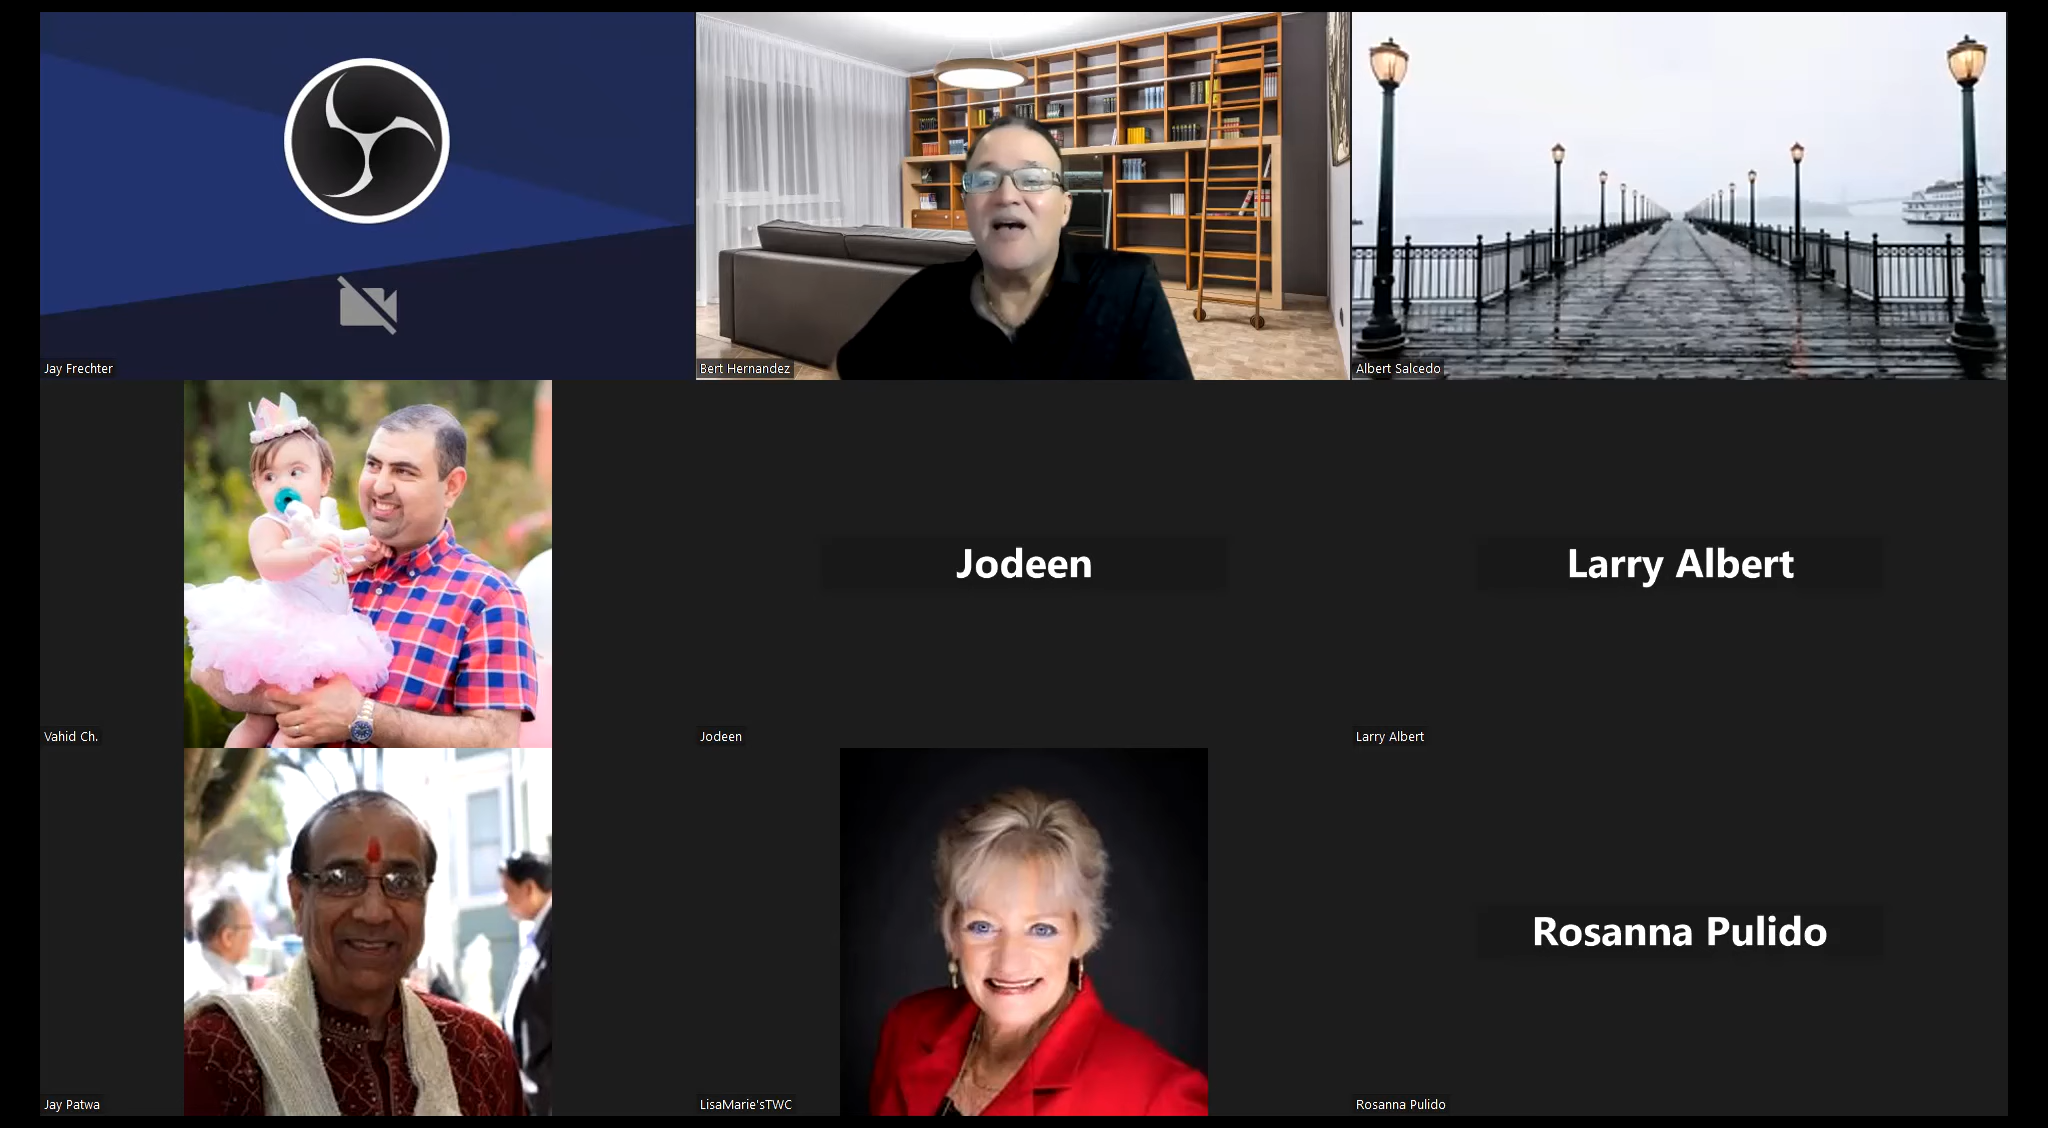 Jay Frechter
Bert Hernandez
Albert Salcedo
Vahid Ch.
Jodeen
Jodeen
Larry Albert
Larry Albert
Jay Patwa
LisaMarie'sTWC
Rosanna Pulido
Rosanna Pulido